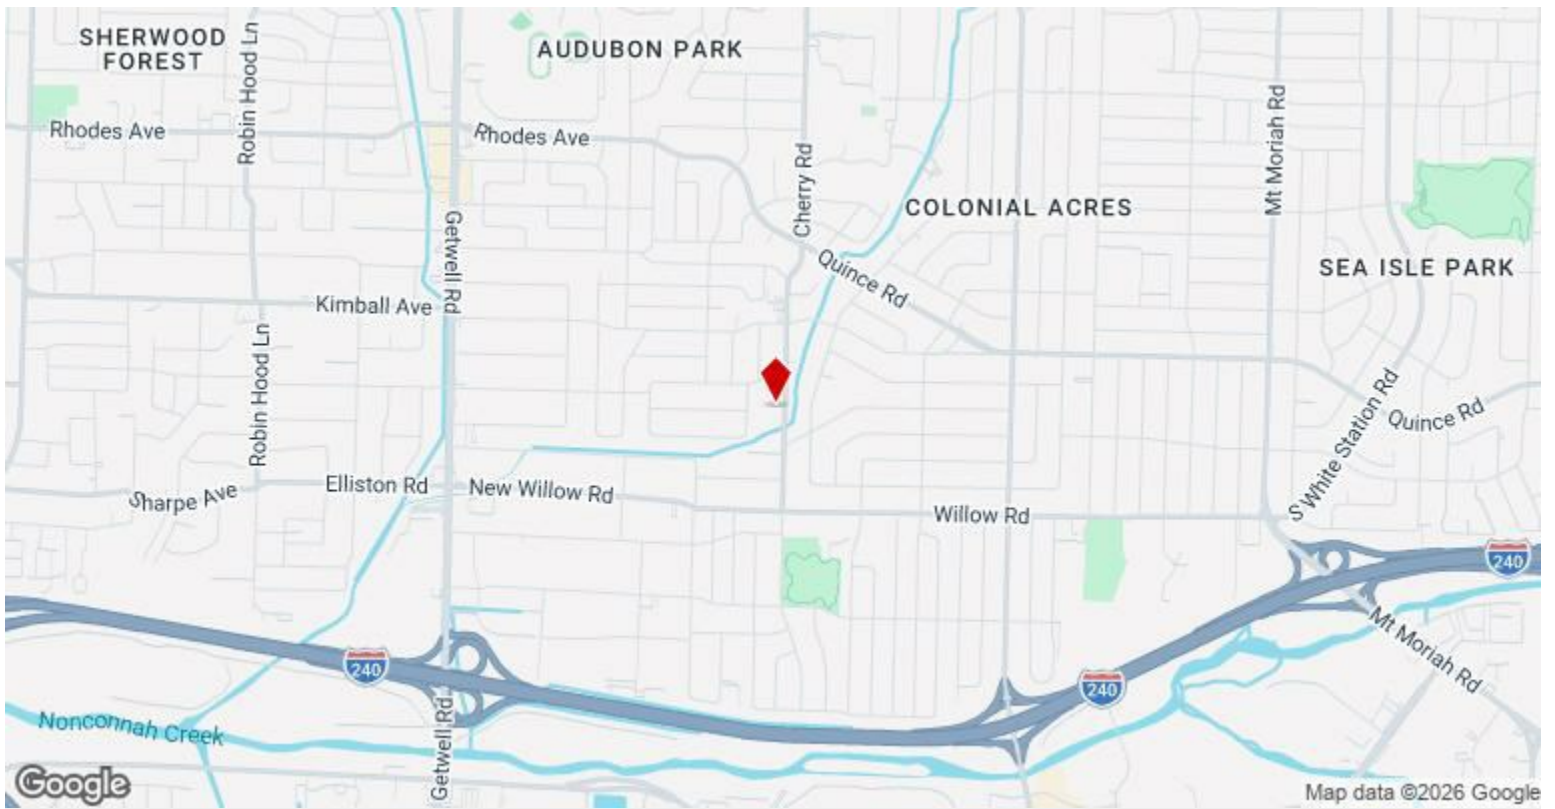 SHERWOOD
FOREST
Robin Hood Ln
AUDUBON PARK
Rhodes Ave
Rhodes Ave
Cherry Rd
Mt Moriah Rd
COLONIAL ACRES
Getwell Rd
Quince Rd
SEA ISLE PARK
Kimball Ave
Robin Hood Ln
S White Station Rd
Quince Rd
Sharpe Ave
Elliston Rd
New Willow Rd
Willow Rd
240
240
240
Mt Moriah Rd
Nonconnah Creek
Getwell Rd
Google
Map data ©2026 Google